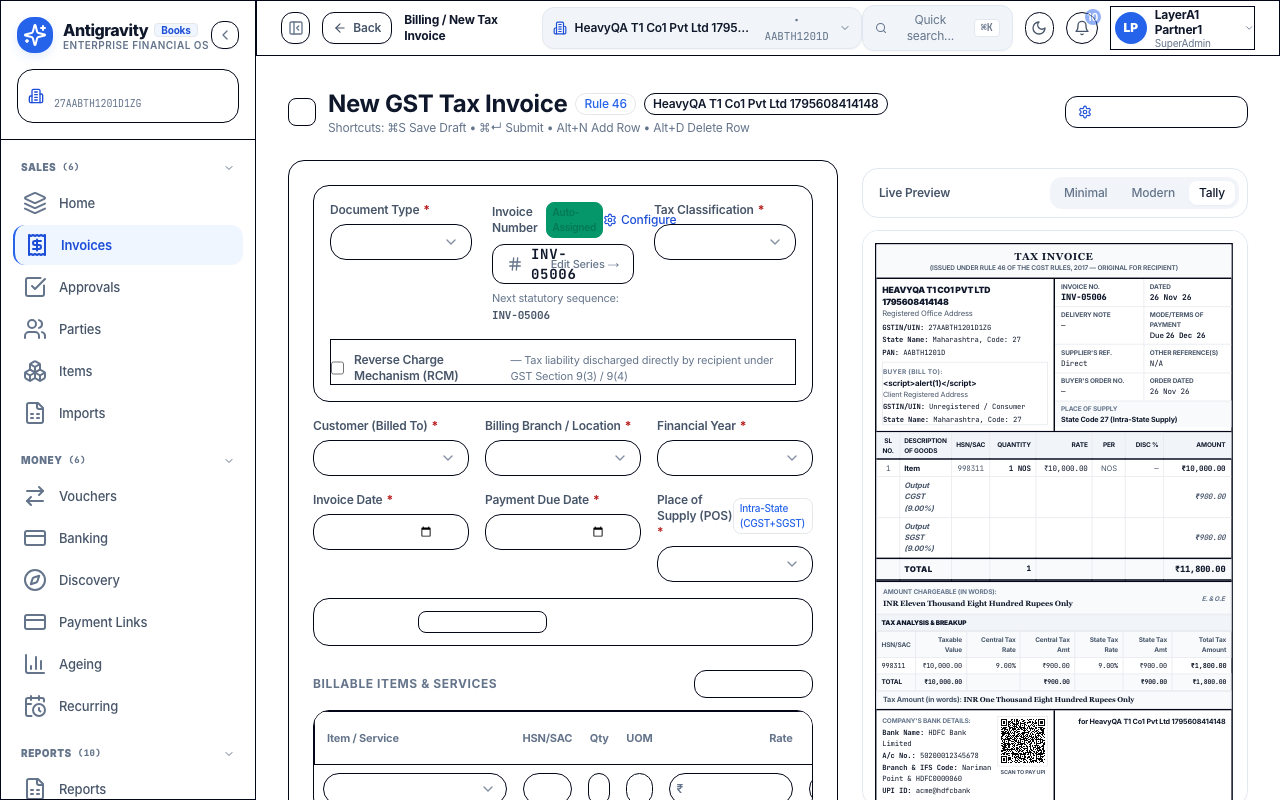 Antigravity Books
ENTERPRISE FINANCIAL OS
27AABTH1201D1ZG
SALES (6)
Home
Invoices
Approvals
Parties
Items
Imports
MONEY (6)
Vouchers
Banking
Discovery
Payment Links
Ageing
Recurring
REPORTS (10)
Reports
Back
Billing / New Tax
Invoice
HeavyQA T1 Co1 Pvt Ltd 1795...
•
AABTH1201D
Quick
search...
⌘K
LP
LayerA1
Partner1
SuperAdmin
New GST Tax Invoice
Rule 46
HeavyQA T1 Co1 Pvt Ltd 1795608414148
Shortcuts: ⌘S Save Draft • ⌘↵ Submit • Alt+N Add Row • Alt+D Delete Row
Document Type *
Invoice
Number
Auto-
Assigned
Configure
Tax Classification *
INV-
05006
Edit Series →
Next statutory sequence:
INV-05006
Reverse Charge
Mechanism (RCM)
— Tax liability discharged directly by recipient under
GST Section 9(3) / 9(4)
Customer (Billed To) *
Billing Branch / Location *
Financial Year *
Invoice Date *
Payment Due Date *
Place of
Supply (POS)
*
Intra-State
(CGST+SGST)
BILLABLE ITEMS & SERVICES
Item / Service HSN/SAC Qty UOM Rate
₹
Live Preview
Minimal Modern Tally
TAX INVOICE
(ISSUED UNDER RULE 46 OF THE CGST RULES, 2017 — ORIGINAL FOR RECIPIENT)
HEAVYQA T1 CO1 PVT LTD
1795608414148
Registered Office Address
GSTIN/UIN: 27AABTH1201D1ZG
State Name: Maharashtra, Code: 27
PAN: AABTH1201D
BUYER (BILL TO):
<script>alert(1)</script>
Client Registered Address
GSTIN/UIN: Unregistered / Consumer
State Name: Maharashtra, Code: 27
INVOICE NO.
INV-05006
DATED
26 Nov 26
DELIVERY NOTE
—
MODE/TERMS OF
PAYMENT
Due 26 Dec 26
SUPPLIER'S REF.
Direct
OTHER REFERENCE(S)
N/A
BUYER'S ORDER NO.
—
ORDER DATED
26 Nov 26
PLACE OF SUPPLY
State Code 27 (Intra-State Supply)
SL
NO.
DESCRIPTION
OF GOODS
HSN/SAC QUANTITY RATE PER DISC % AMOUNT
1 Item 998311 1 NOS ₹10,000.00 NOS — ₹10,000.00
Output
CGST
(9.00%)
₹900.00
Output
SGST
(9.00%)
₹900.00
TOTAL 1 ₹11,800.00
AMOUNT CHARGEABLE (IN WORDS):
E. & O.E
INR Eleven Thousand Eight Hundred Rupees Only
TAX ANALYSIS & BREAKUP
HSN/SAC
Taxable
Value
Central Tax
Rate
Central Tax
Amt
State Tax
Rate
State Tax
Amt
Total Tax
Amount
998311 ₹10,000.00 9.00% ₹900.00 9.00% ₹900.00 ₹1,800.00
TOTAL ₹10,000.00 ₹900.00 ₹900.00 ₹1,800.00
Tax Amount (in words): INR One Thousand Eight Hundred Rupees Only
COMPANY'S BANK DETAILS:
Bank Name: HDFC Bank
Limited
A/c No.: 50200012345678
Branch & IFS Code: Nariman
Point & HDFC0000060
UPI ID: acme@hdfcbank
SCAN TO PAY UPI
for HeavyQA T1 Co1 Pvt Ltd 1795608414148